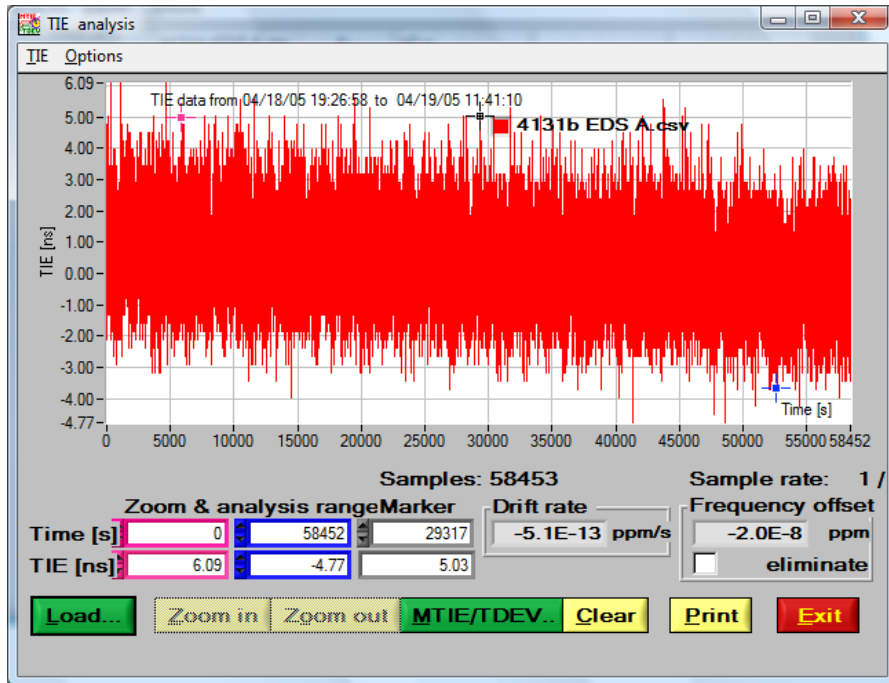 MTIE TDEV TIE analysis
TIE Options
TIE data from 04/18/05 19:26:58 to 04/19/05 11:41:10
4131b EDS A.csv
6.09
5.00
4.00
3.00
2.00
1.00
0.00
-1.00
-2.00
-3.00
-4.00
-4.77
TIE [ns]
Time [s]
0 5000 10000 15000 20000 25000 30000 35000 40000 45000 50000 55000 58452
Samples: 58453 Sample rate: 1 /
Zoom & analysis range Marker Drift rate Frequency offset
Time [s] 0 58452 29317 -5.1E-13 ppm/s -2.0E-8 ppm
TIE [ns] 6.09 -4.77 5.03 eliminate
Load... Zoom in Zoom out MTIE/TDEV.. Clear Print Exit